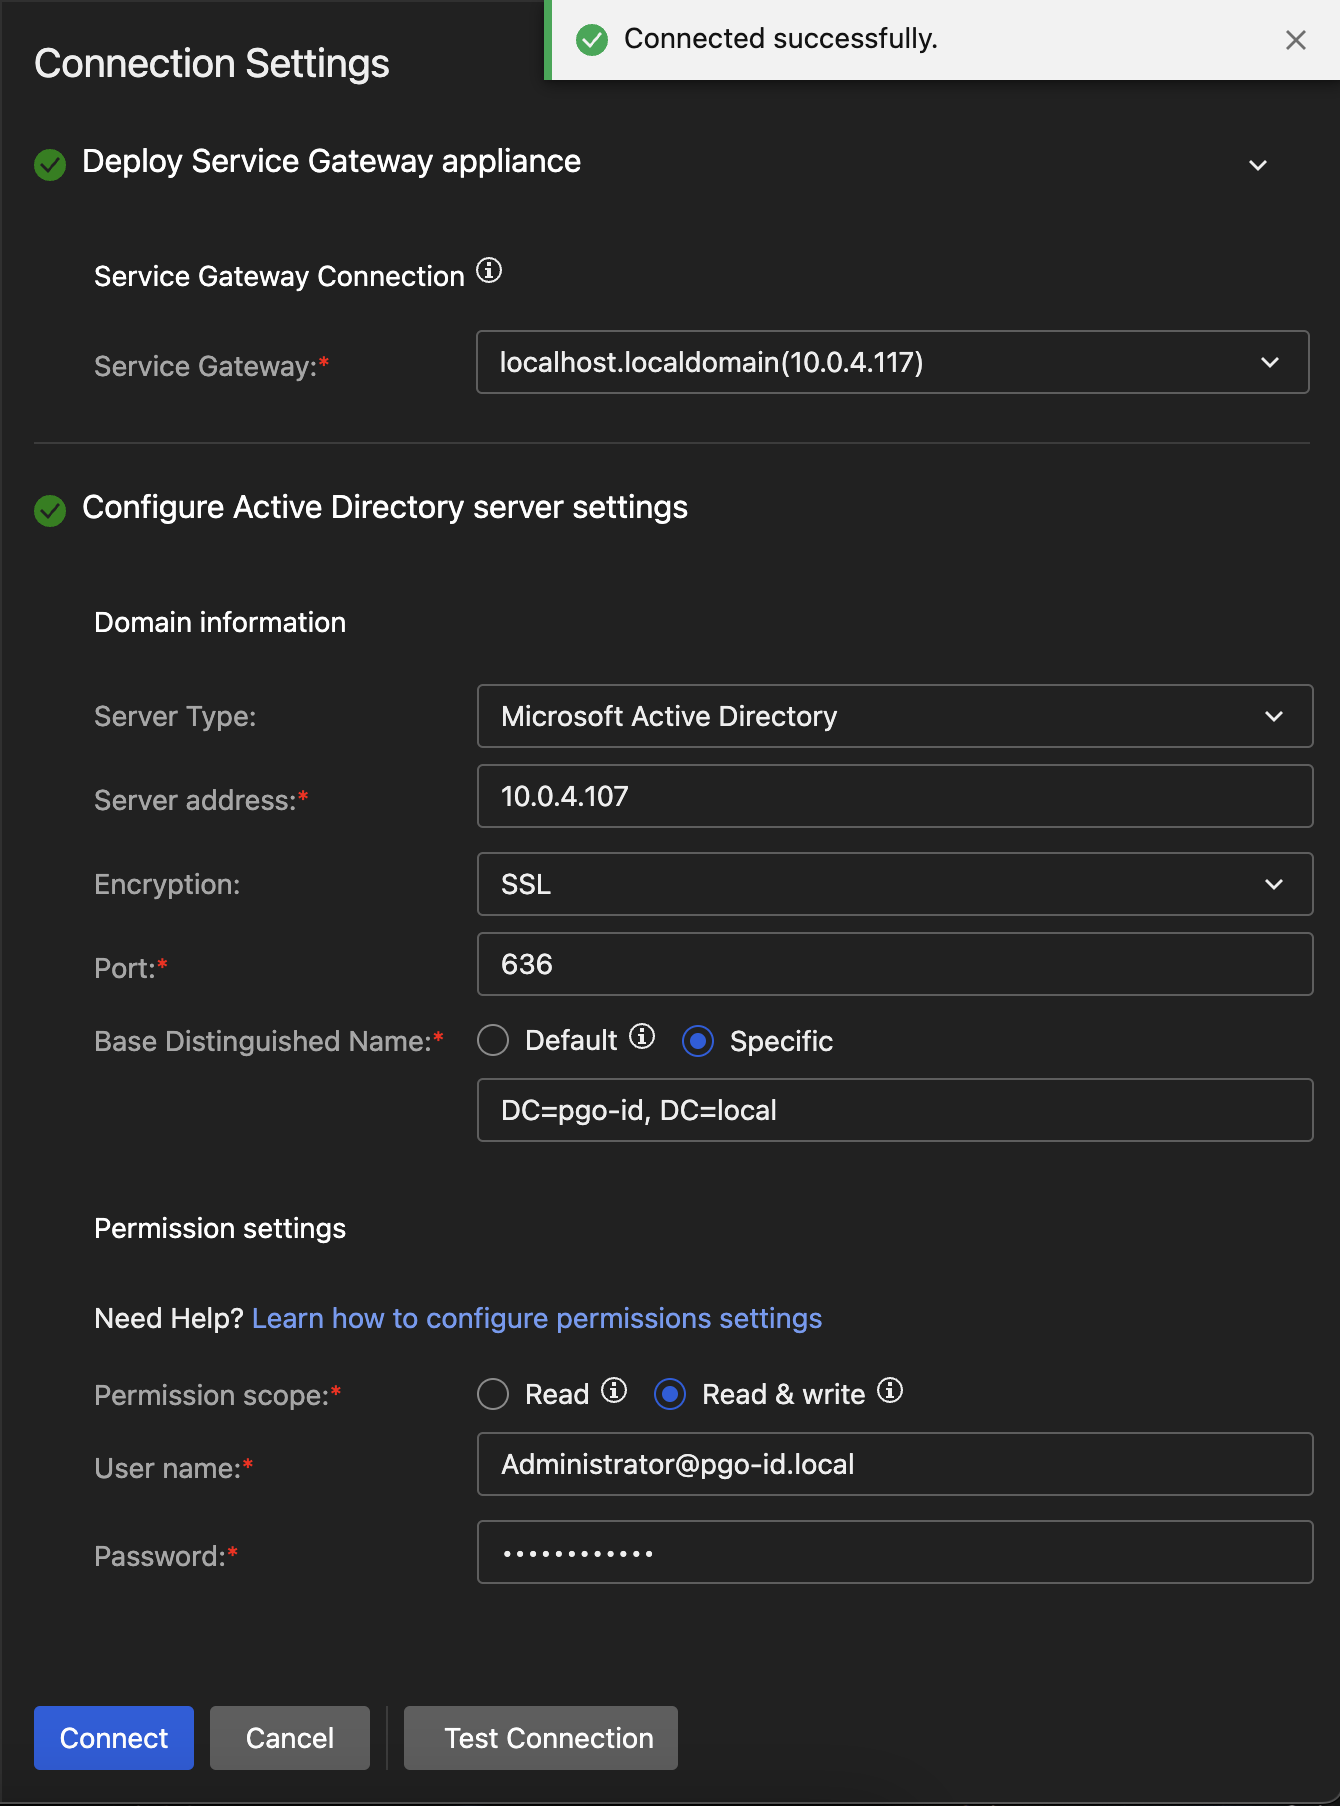 Connected successfully.
Connection Settings
Deploy Service Gateway appliance
Service Gateway Connection
Service Gateway:*
localhost.localdomain(10.0.4.117)
Configure Active Directory server settings
Domain information
Server Type:
Microsoft Active Directory
Server address:*
10.0.4.107
Encryption:
SSL
Port:*
636
Base Distinguished Name:*
Default
Specific
DC=pgo-id, DC=local
Permission settings
Need Help? Learn how to configure permissions settings
Permission scope:*
Read
Read & write
User name:*
Administrator@pgo-id.local
Password:*
••••••••••••
Connect
Cancel
Test Connection